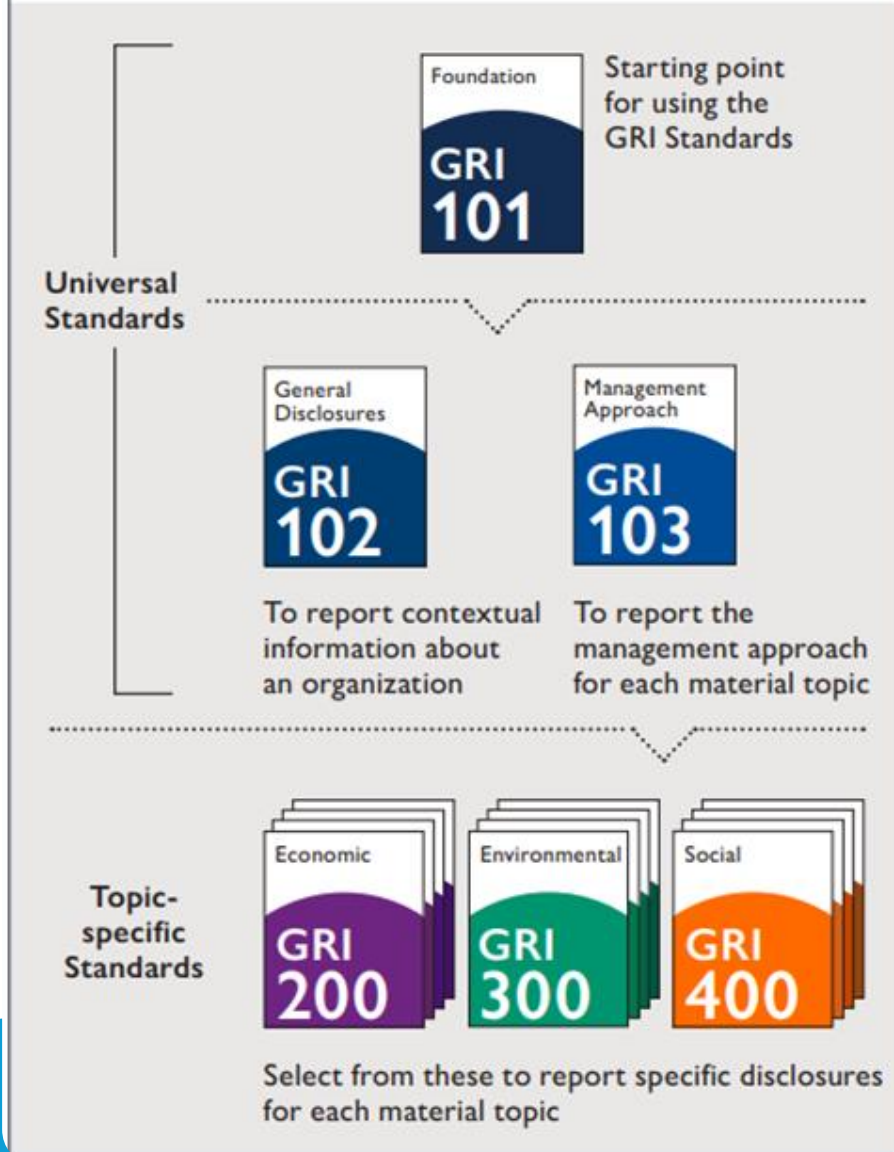 Foundation
GRI
101
Starting point
for using the
GRI Standards
Universal
Standards
General
Disclosures
GRI
102
Management
Approach
GRI
103
To report contextual
information about
an organization
To report the
management approach
for each material topic
Topic-
specific
Standards
Economic
GRI
200
Environmental
GRI
300
Social
GRI
400
Select from these to report specific disclosures
for each material topic